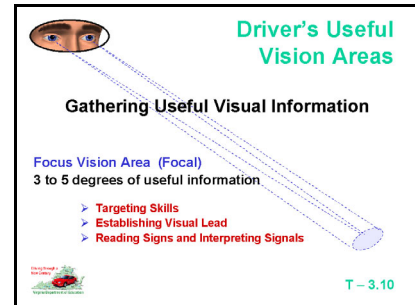 Driver's Useful
Vision Areas
Gathering Useful Visual Information
Focus Vision Area (Focal)
3 to 5 degrees of useful information
Targeting Skills
Establishing Visual Lead
Reading Signs and Interpreting Signals
T – 3.10